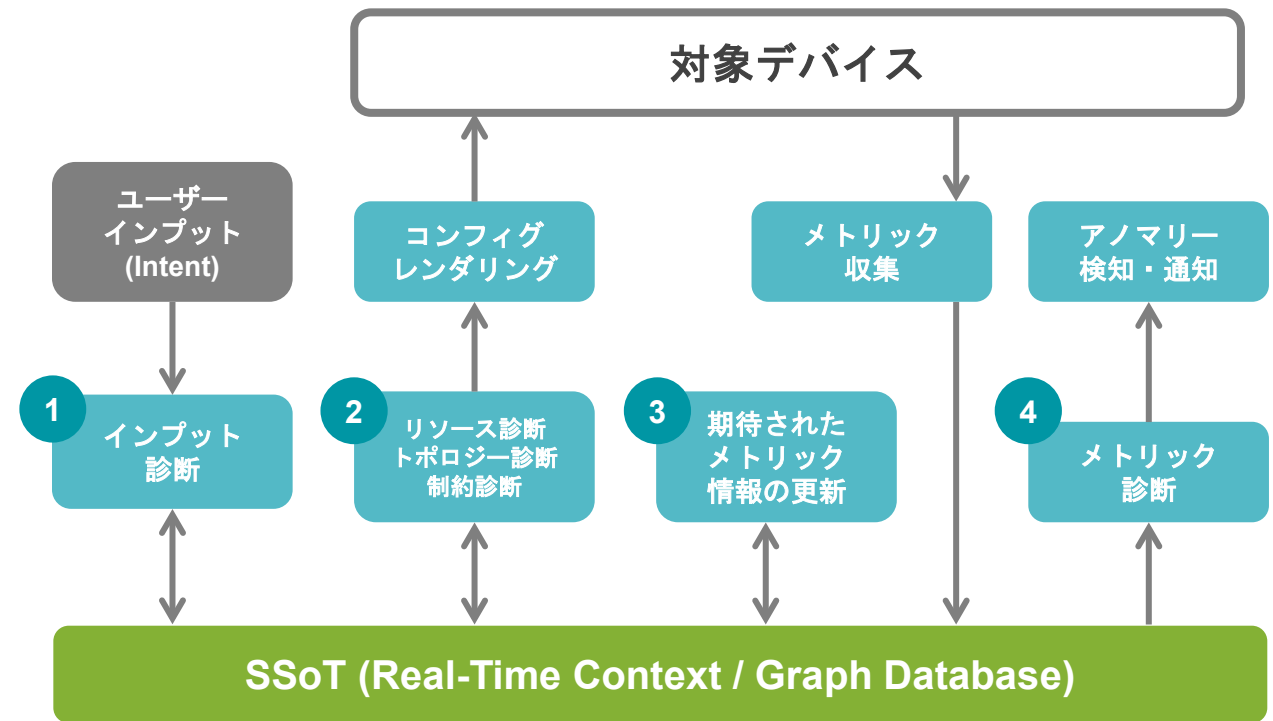 対象デバイス
ユーザー
インプット
(Intent)
コンフィグ
レンダリング
メトリック
収集
アノマリー
検知・通知
1
インプット
診断
2
リソース診断
トポロジー診断
制約診断
3
期待された
メトリック
情報の更新
4
メトリック
診断
SSoT (Real-Time Context / Graph Database)